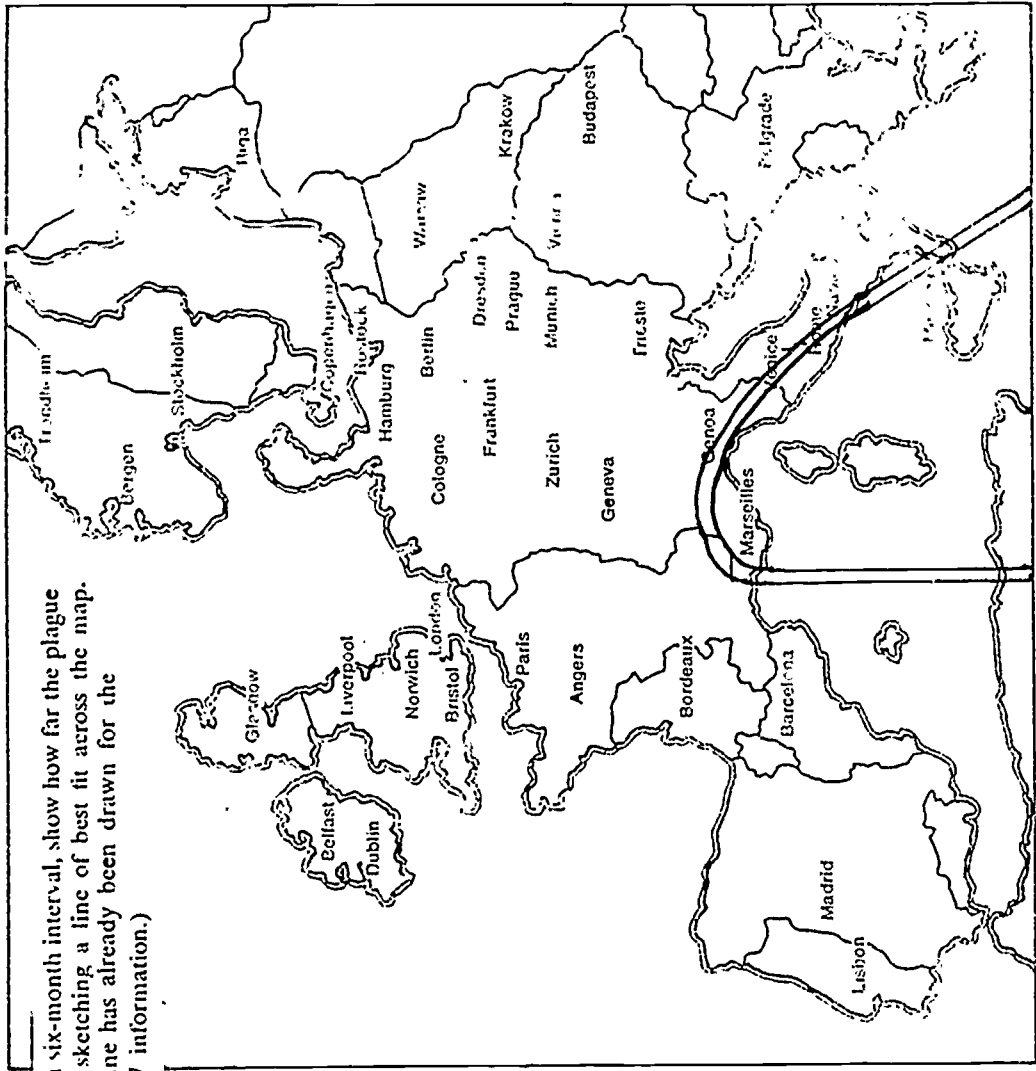 six-month interval, show how far the plague
sketching a line of best fit across the map.
ne has already been drawn for the
information.)
Trondheim
Bergen
Stockholm
Riga
Glasgow
Copenhagen
Rostock
Belfast
Liverpool
Dublin
Hamburg
Norwich
London
Cologne
Berlin
Warsaw
Bristol
Frankfurt
Dresden
Paris
Prague
Krakow
Angers
Zurich
Munich
Geneva
Budapest
Trieste
Bordeaux
Genoa
Marseilles
Venice
Belgrade
Barcelona
Rome
Madrid
Lisbon